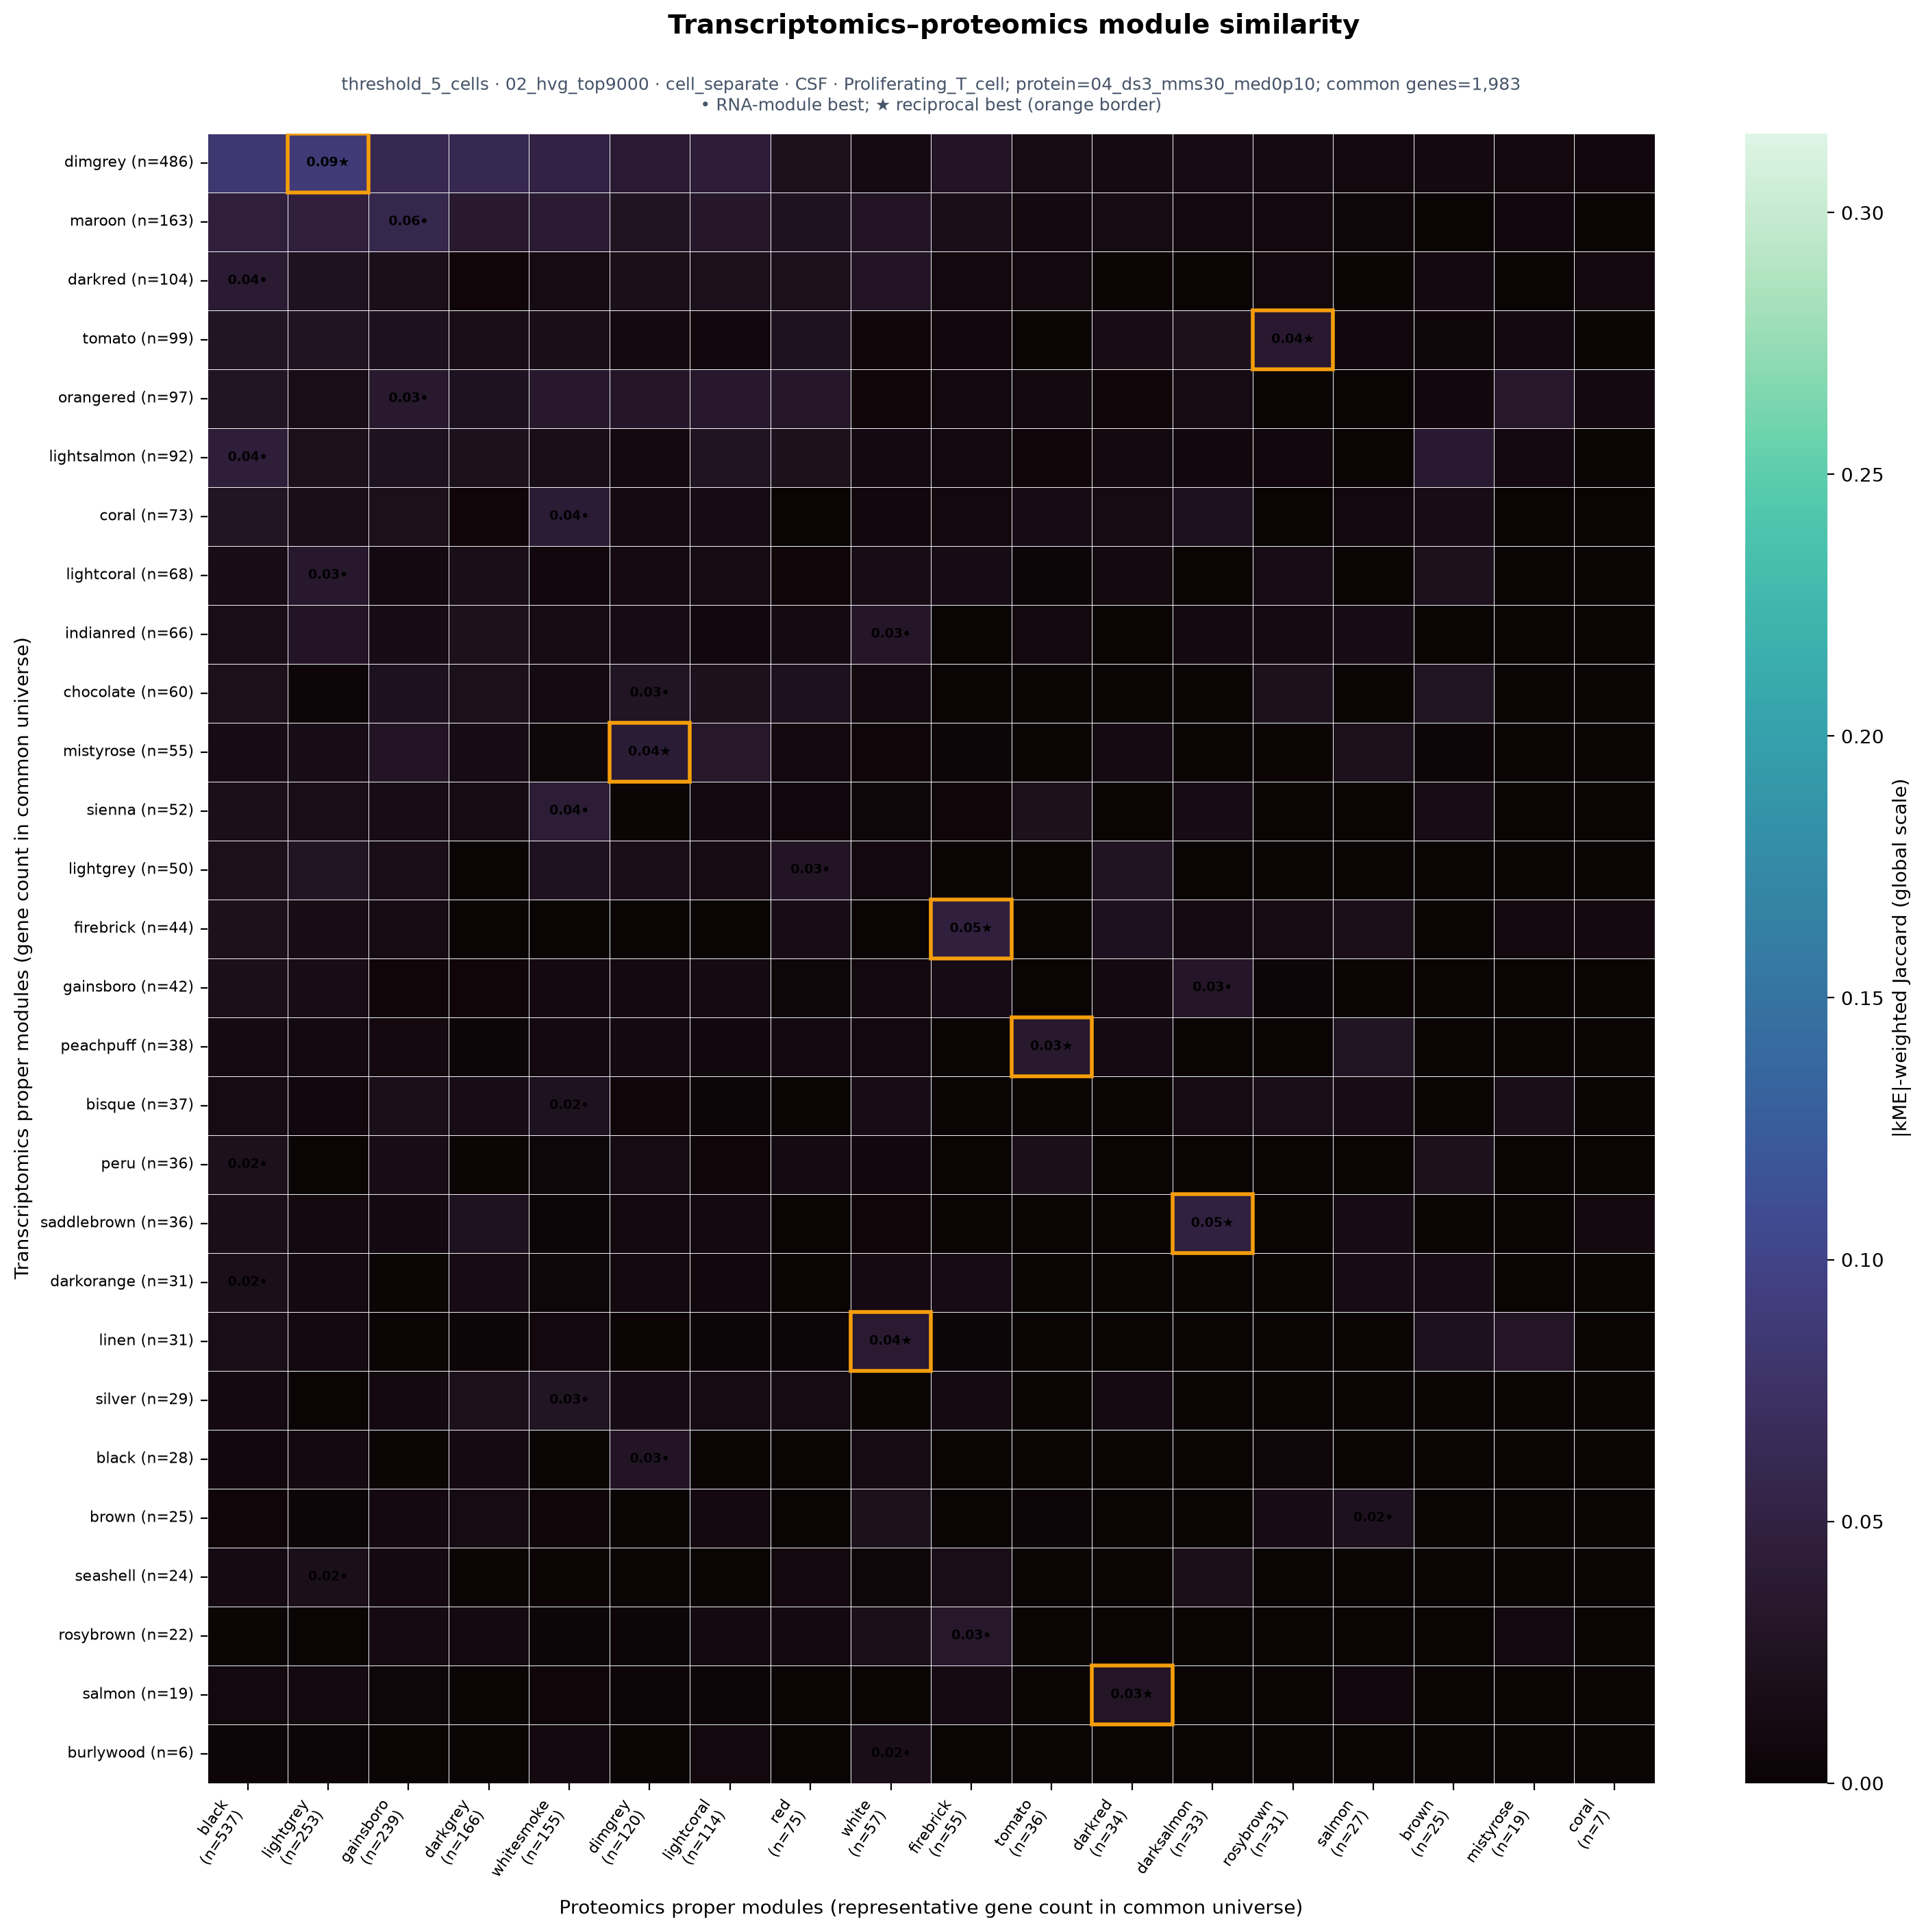 Transcriptomics–proteomics module similarity
threshold_5_cells · 02_hvg_top9000 · cell_separate · CSF · Proliferating_T_cell; protein=04_ds3_mms30_med0p10; common genes=1,983
• RNA-module best; ★ reciprocal best (orange border)
Transcriptomics proper modules (gene count in common universe)
dimgrey (n=486)
0.09★
maroon (n=163)
0.06•
darkred (n=104)
0.04•
tomato (n=99)
0.04★
orangered (n=97)
0.03•
lightsalmon (n=92)
0.04•
coral (n=73)
0.04•
lightcoral (n=68)
0.03•
indianred (n=66)
0.03•
chocolate (n=60)
0.03•
mistyrose (n=55)
0.04★
sienna (n=52)
0.04•
lightgrey (n=50)
0.03•
firebrick (n=44)
0.05★
gainsboro (n=42)
0.03•
peachpuff (n=38)
0.03★
bisque (n=37)
0.02•
peru (n=36)
0.02•
saddlebrown (n=36)
0.05★
darkorange (n=31)
0.02•
linen (n=31)
0.04★
silver (n=29)
0.03•
black (n=28)
0.03•
brown (n=25)
0.02•
seashell (n=24)
0.02•
rosybrown (n=22)
0.03•
salmon (n=19)
0.03★
burlywood (n=6)
0.02•
black
(n=537)
lightgrey
(n=253)
gainsboro
(n=239)
darkgrey
(n=166)
whitesmoke
(n=155)
dimgrey
(n=120)
lightcoral
(n=114)
red
(n=75)
white
(n=57)
firebrick
(n=55)
tomato
(n=36)
darkred
(n=34)
darksalmon
(n=33)
rosybrown
(n=31)
salmon
(n=27)
brown
(n=25)
mistyrose
(n=19)
coral
(n=7)
Proteomics proper modules (representative gene count in common universe)
0.30
0.25
0.20
0.15
0.10
0.05
0.00
|kME|-weighted Jaccard (global scale)